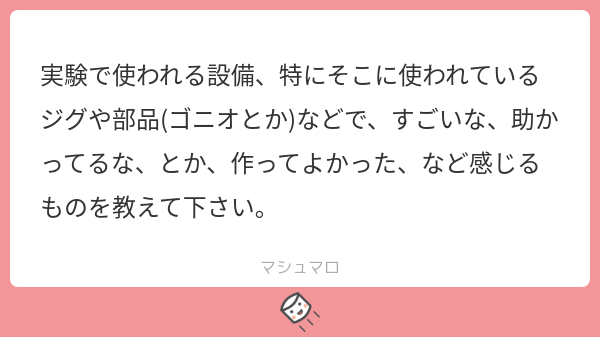 実験で使われる設備、特にそこに使われている
ジグや部品(ゴニオとか)などで、すごいな、助か
ってるな、とか、作ってよかった、など感じる
ものを教えて下さい。
マシュマロ